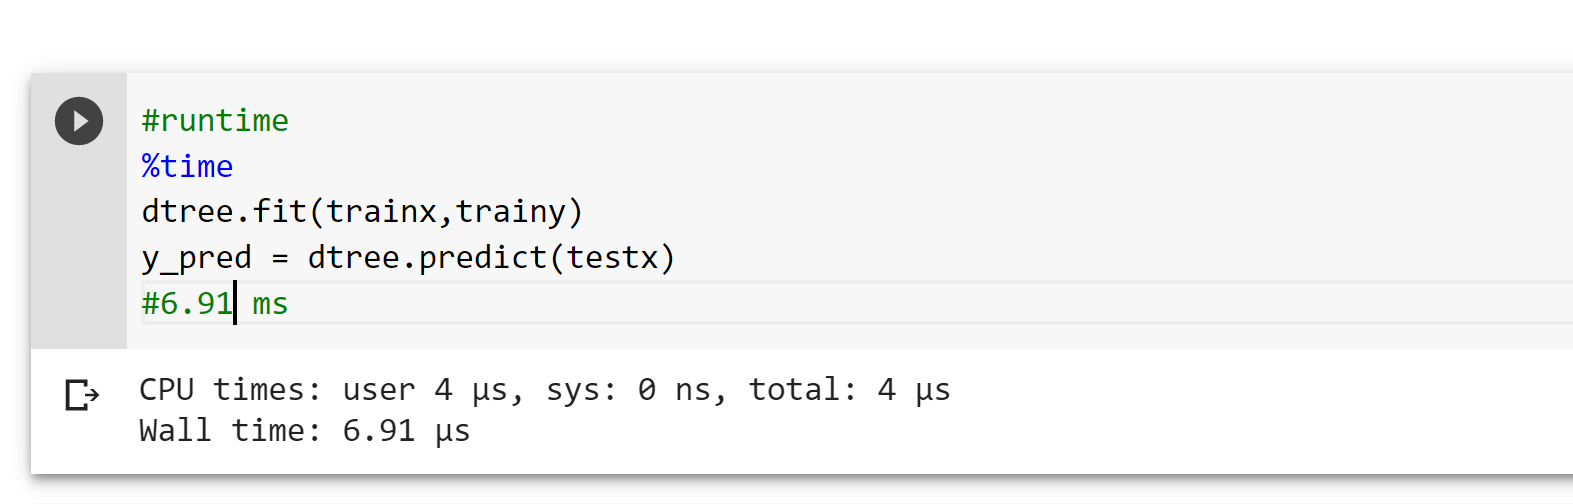 #runtime
%time
dtree.fit(trainx,trainy)
y_pred = dtree.predict(testx)
#6.91 ms
CPU times: user 4 µs, sys: 0 ns, total: 4 µs
Wall time: 6.91 µs